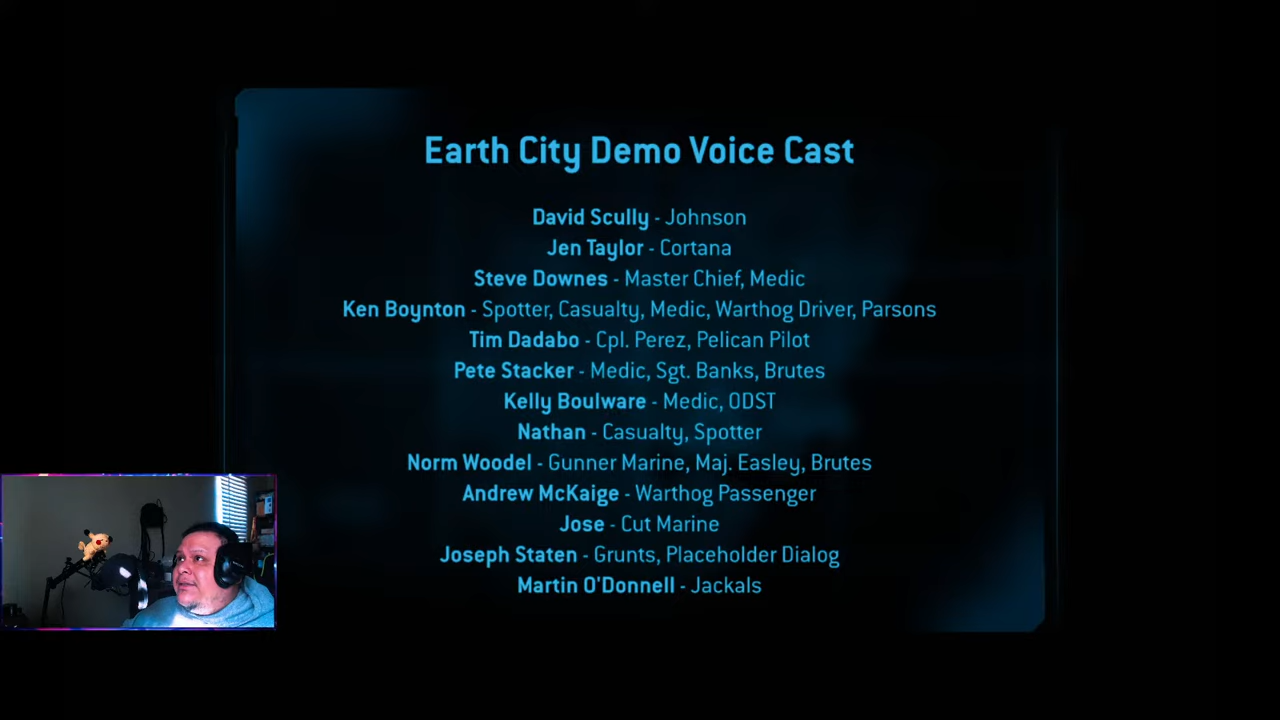 Earth City Demo Voice Cast
David Scully - Johnson
Jen Taylor - Cortana
Steve Downes - Master Chief, Medic
Ken Boynton - Spotter, Casualty, Medic, Warthog Driver, Parsons
Tim Dadabo - Cpl. Perez, Pelican Pilot
Pete Stacker - Medic, Sgt. Banks, Brutes
Kelly Boulware - Medic, ODST
Nathan - Casualty, Spotter
Norm Woodel - Gunner Marine, Maj. Easley, Brutes
Andrew McKaige - Warthog Passenger
Jose - Cut Marine
Joseph Staten - Grunts, Placeholder Dialog
Martin O'Donnell - Jackals